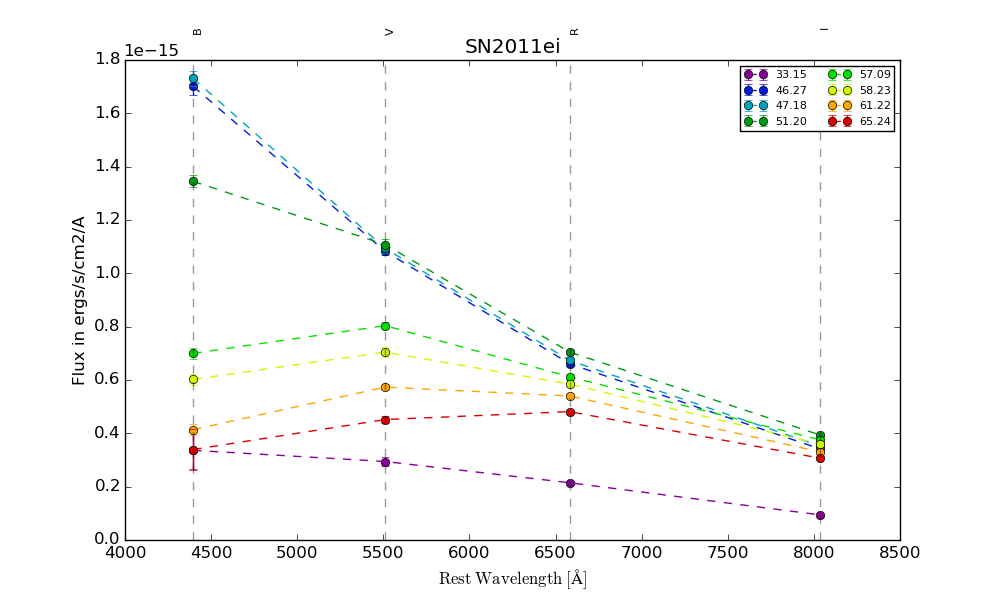 B V R I
SN2011ei
1e−15
33.15 57.09
46.27 58.23
47.18 61.22
51.20 65.24
1.8
1.6
1.4
1.2
1.0
0.8
0.6
0.4
0.2
0.0
Flux in ergs/s/cm2/A
4000 4500 5000 5500 6000 6500 7000 7500 8000 8500
Rest Wavelength [Å]